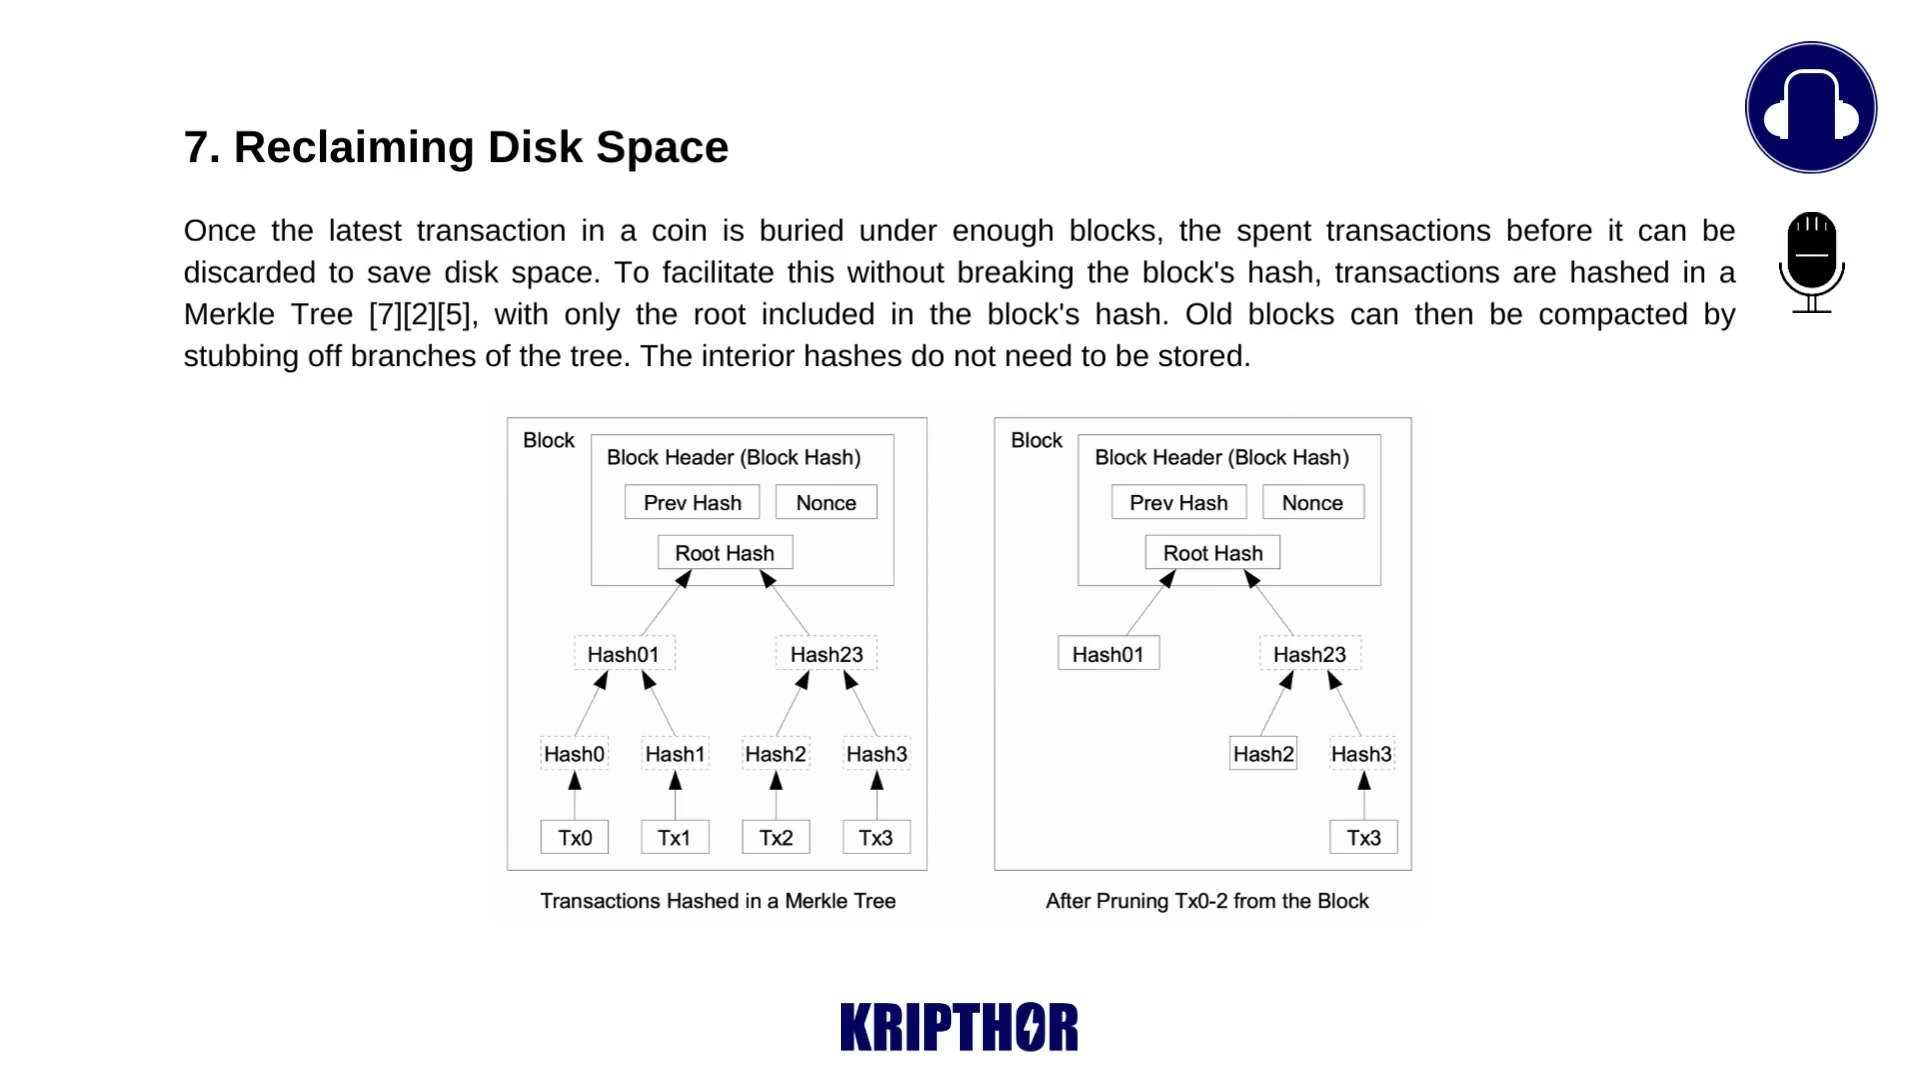 7. Reclaiming Disk Space
Once the latest transaction in a coin is buried under enough blocks, the spent transactions before it can be
discarded to save disk space. To facilitate this without breaking the block's hash, transactions are hashed in a
Merkle Tree [7][2][5], with only the root included in the block's hash. Old blocks can then be compacted by
stubbing off branches of the tree. The interior hashes do not need to be stored.
Block
Block Header (Block Hash)
Prev Hash
Nonce
Root Hash
Hash01
Hash23
Hash0
Hash1
Hash2
Hash3
Tx0
Tx1
Tx2
Tx3
Transactions Hashed in a Merkle Tree
Block
Block Header (Block Hash)
Prev Hash
Nonce
Root Hash
Hash01
Hash23
Hash2
Hash3
Tx3
After Pruning Tx0-2 from the Block
KRIPTHOR